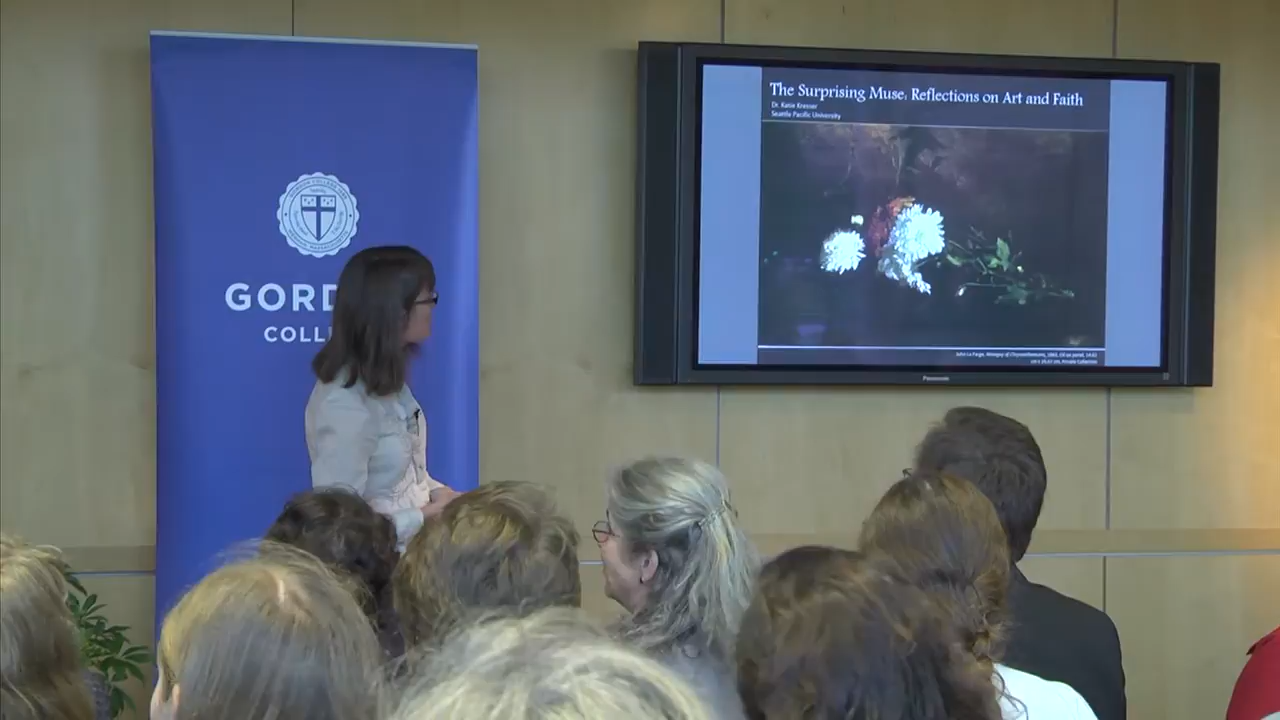 GORD
COLL
The Surprising Muse: Reflections on Art and Faith
Dr. Katie Kresser
Seattle Pacific University
Panasonic